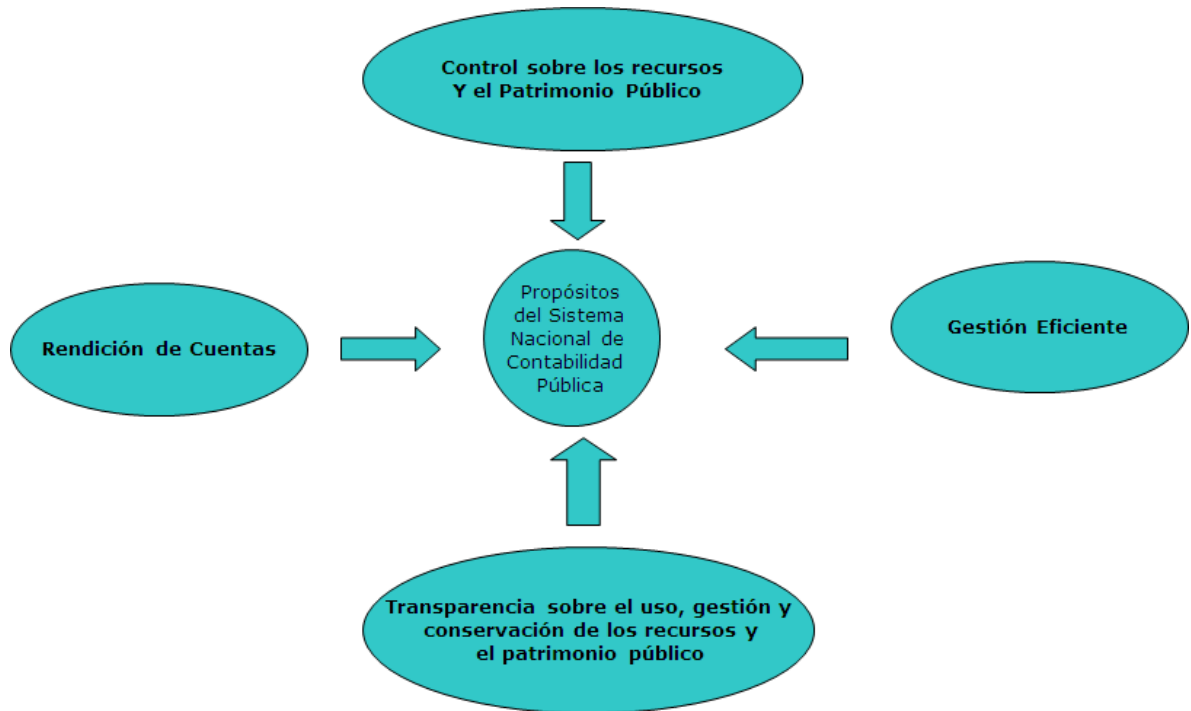 Control sobre los recursos
Y el Patrimonio Público
Propósitos
del Sistema
Nacional de
Contabilidad
Pública
Rendición de Cuentas
Gestión Eficiente
Transparencia sobre el uso, gestión y
conservación de los recursos y
el patrimonio público